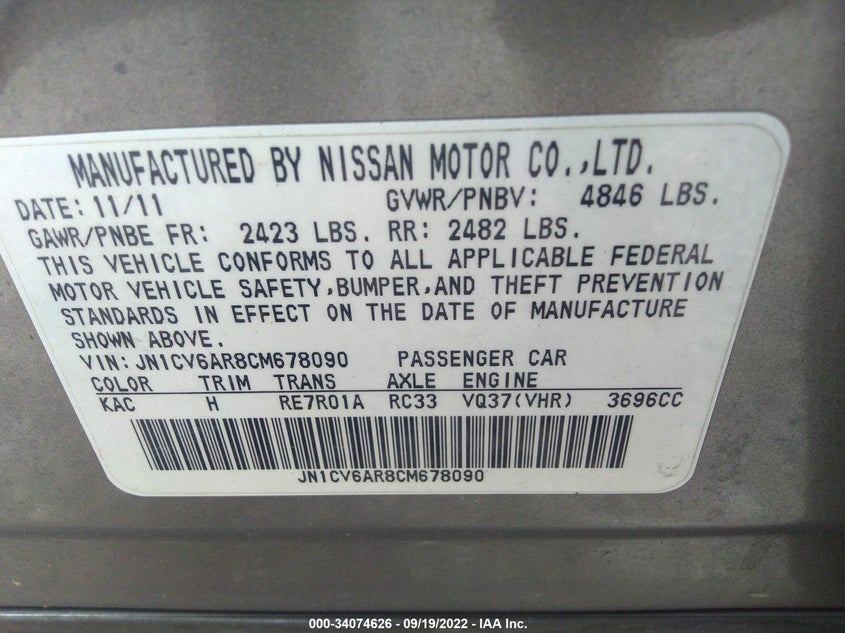 MANUFACTURED BY NISSAN MOTOR CO.,LTD.
DATE: 11/11 GVWR/PNBV: 4846 LBS.
GAWR/PNBE FR: 2423 LBS. RR: 2482 LBS.
THIS VEHICLE CONFORMS TO ALL APPLICABLE FEDERAL
MOTOR VEHICLE SAFETY,BUMPER,AND THEFT PREVENTION
STANDARDS IN EFFECT ON THE DATE OF MANUFACTURE
SHOWN ABOVE.
VIN: JN1CV6AR8CM678090 PASSENGER CAR
COLOR TRIM TRANS AXLE ENGINE
KAC H RE7R01A RC33 VQ37(VHR) 3696CC
JN1CV6AR8CM678090
000-34074626 - 09/19/2022 - IAA Inc.